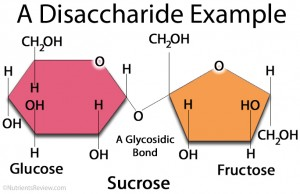 A Disaccharide Example
CH₂OH
CH₂OH
H
O
H
H
O
H
H
OH
OH
H
O
A Glycosidic
Bond
H
HO
CH₂OH
OH
H
OH
OH
H
Glucose
Fructose
Sucrose
©NutrientsReview.com